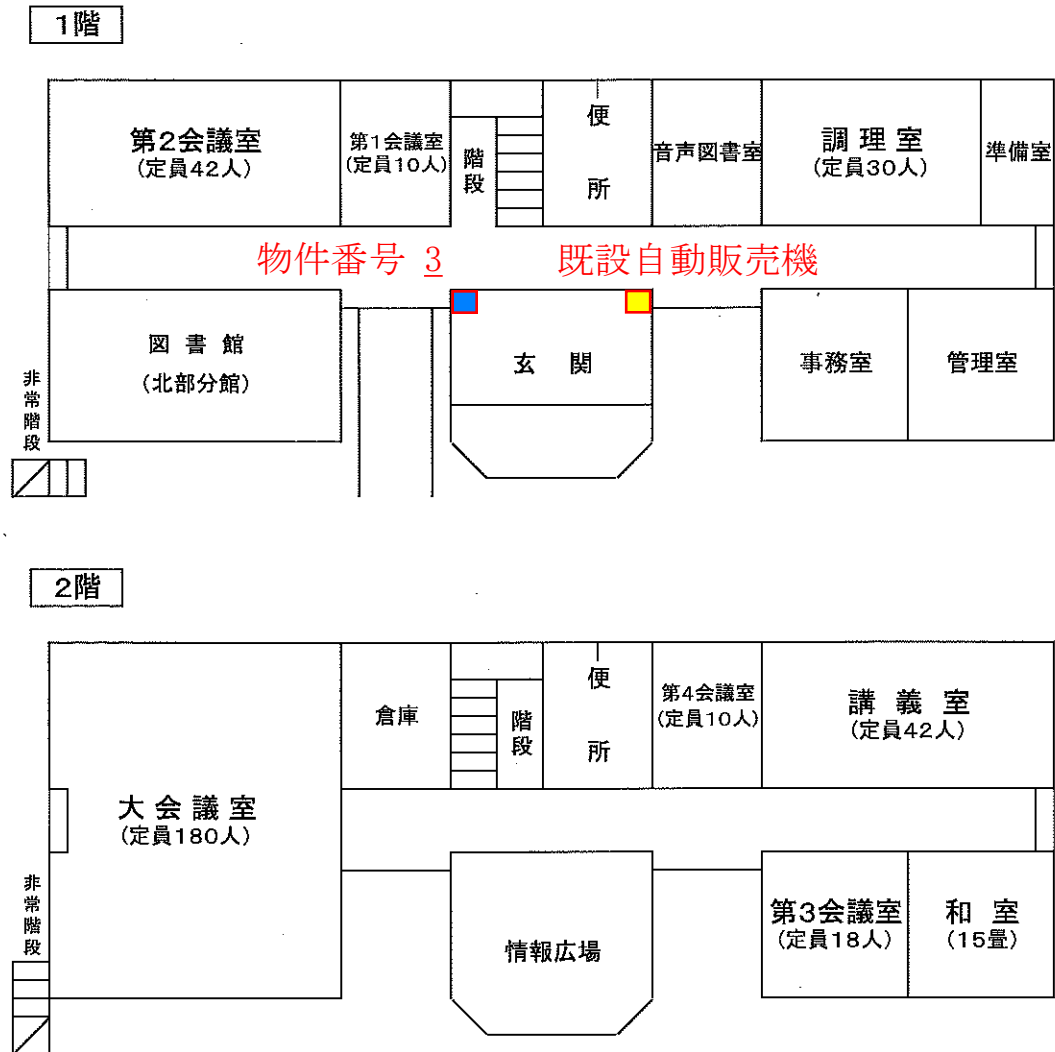 1階
第2会議室
(定員42人)
第1会議室
(定員10人)
階段
便所
音声図書室
調理室
(定員30人)
準備室
物件番号 3
既設自動販売機
図書館
(北部分館)
玄関
事務室
管理室
非常階段
2階
大会議室
(定員180人)
倉庫
階段
便所
第4会議室
(定員10人)
講義室
(定員42人)
非常階段
情報広場
第3会議室
(定員18人)
和室
(15畳)